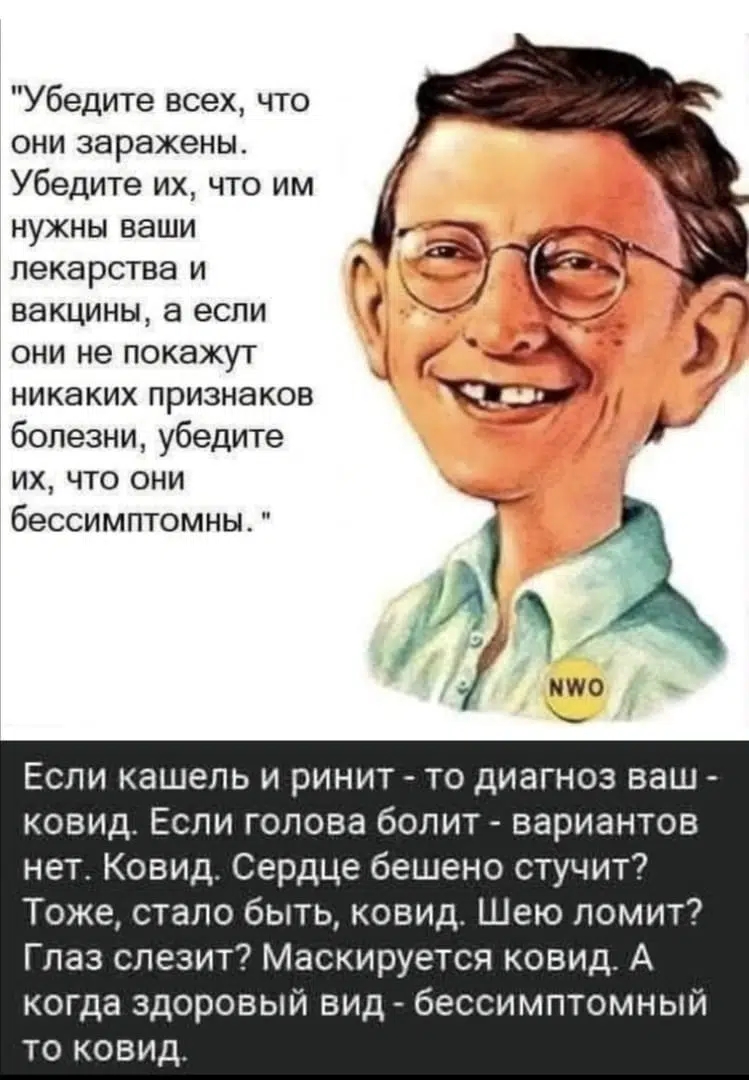 "Убедите всех, что
они заражены.
Убедите их, что им
нужны ваши
лекарства и
вакцины, а если
они не покажут
никаких признаков
болезни, убедите
их, что они
бессимптомны. "
NWO
Если кашель и ринит - то диагноз ваш -
ковид. Если голова болит - вариантов
нет. Ковид. Сердце бешено стучит?
Тоже, стало быть, ковид. Шею ломит?
Глаз слезит? Маскируется ковид. А
когда здоровый вид - бессимптомный
то ковид.